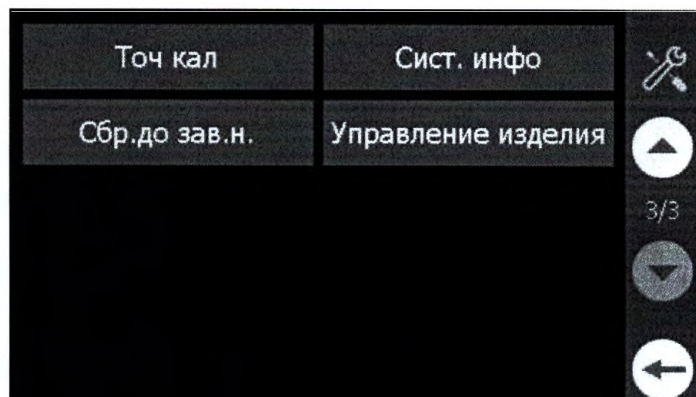 Точ кал
Сист. инфо
Сбр.до зав.н.
Управление изделия
3/3